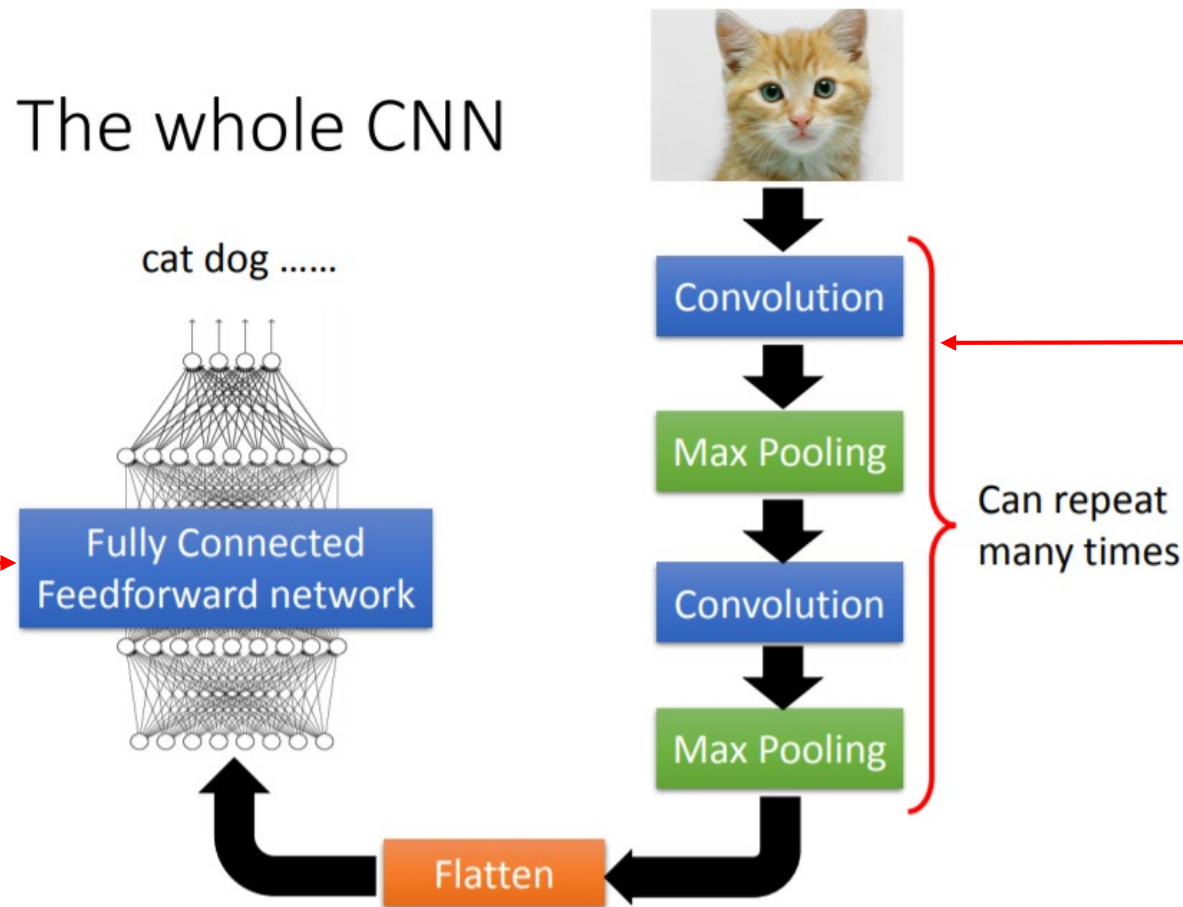 The whole CNN
cat dog ......
Convolution
Max Pooling
Convolution
Max Pooling
Can repeat
many times
Flatten
Fully Connected
Feedforward network